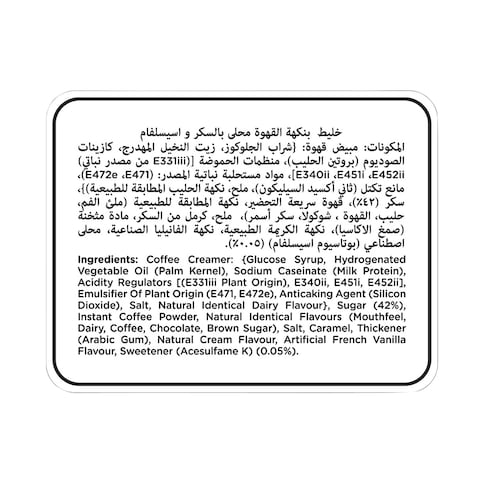 خليط بنكهة القهوة محلى بالسكر و اسيسلفام
المكونات: مبيض قهوة: {شراب الجلوكوز، زيت النخيل المهدرج، كازينات
الصوديوم (بروتين الحليب)، منظمات الحموضة [(E331iii من مصدر نباتي)
E340ii ،E451i ،E452ii]، مواد مستحلبة نباتية المصدر: (E472e ،E471)،
مانع تكتل (ثاني أكسيد السيليكون)، ملح، نكهة الحليب المطابقة للطبيعية}،
سكر (٤٢٪)، قهوة سريعة التحضير، نكهة المطابقة للطبيعية (ملئ الفم،
حليب، القهوة ، شوكولا، سكر أسمر)، ملح، كرمل من السكر، مادة مثخنة
(صمغ الاكاسيا)، نكهة الكريمة الطبيعية، نكهة الفانيليا الصناعية، محلى
اصطناعي (بوتاسيوم اسيسلفام) (٠.٠٥٪).
Ingredients: Coffee Creamer: {Glucose Syrup, Hydrogenated
Vegetable Oil (Palm Kernel), Sodium Caseinate (Milk Protein),
Acidity Regulators [(E331iii Plant Origin), E340ii, E451i, E452ii],
Emulsifier Of Plant Origin (E471, E472e), Anticaking Agent (Silicon
Dioxide), Salt, Natural Identical Dairy Flavour}, Sugar (42%),
Instant Coffee Powder, Natural Identical Flavours (Mouthfeel,
Dairy, Coffee, Chocolate, Brown Sugar), Salt, Caramel, Thickener
(Arabic Gum), Natural Cream Flavour, Artificial French Vanilla
Flavour, Sweetener (Acesulfame K) (0.05%).